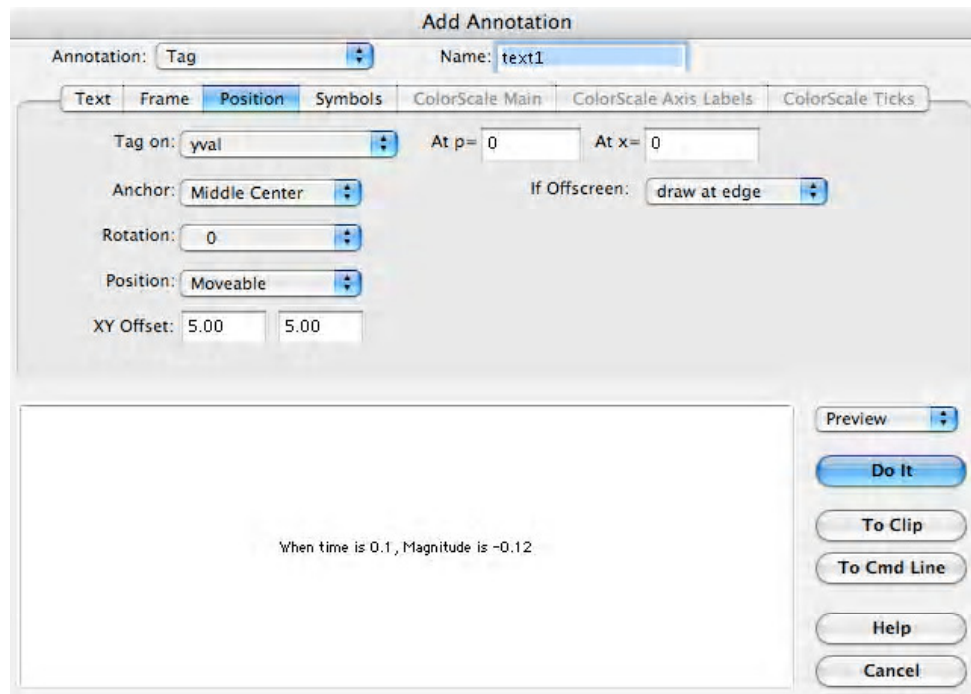 Add Annotation
Annotation: Tag Name: text1
Text Frame Position Symbols ColorScale Main ColorScale Axis Labels ColorScale Ticks
Tag on: yval At p= 0 At x= 0
Anchor: Middle Center If Offscreen: draw at edge
Rotation: 0
Position: Moveable
XY Offset: 5.00 5.00
Preview
Do It
To Clip
When time is 0.1, Magnitude is -0.12
To Cmd Line
Help
Cancel